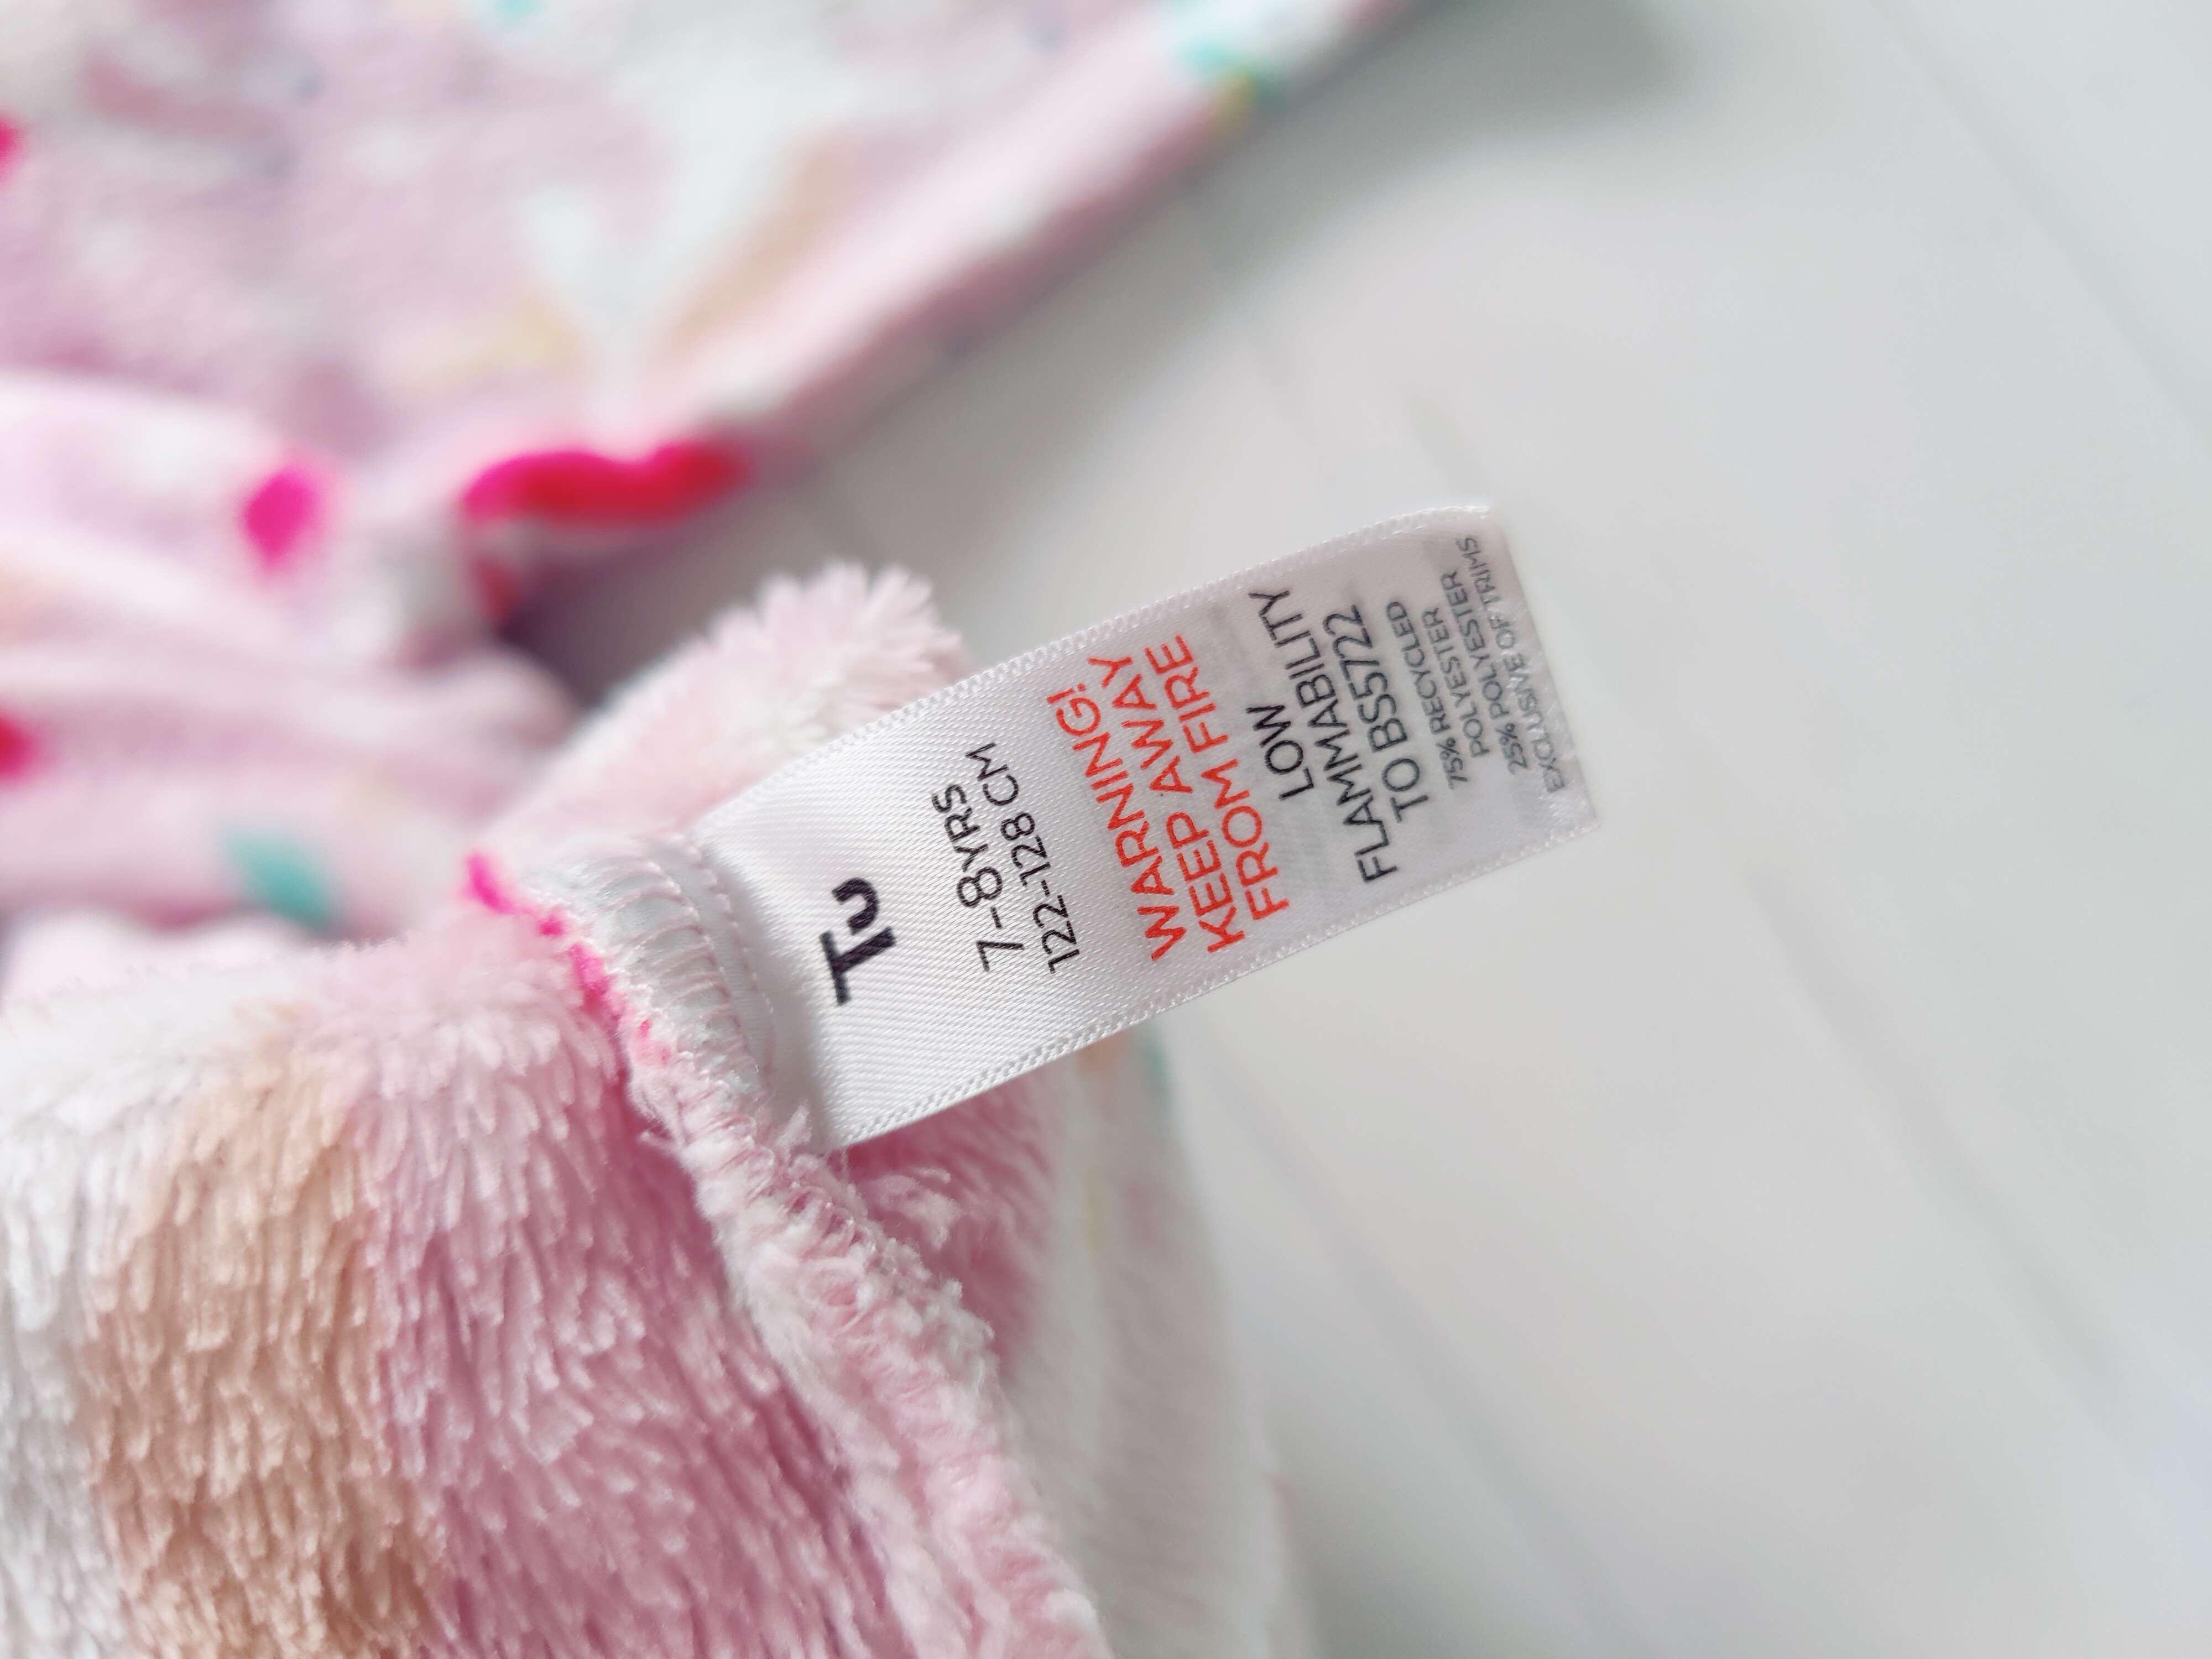 Tu
7-8YRS
122-128 CM
WARNING!
KEEP AWAY
FROM FIRE
LOW
FLAMMABILITY
TO BS5722
75% RECYCLED
POLYESTER
25% POLYESTER
EXCLUSIVE OF TRIMS